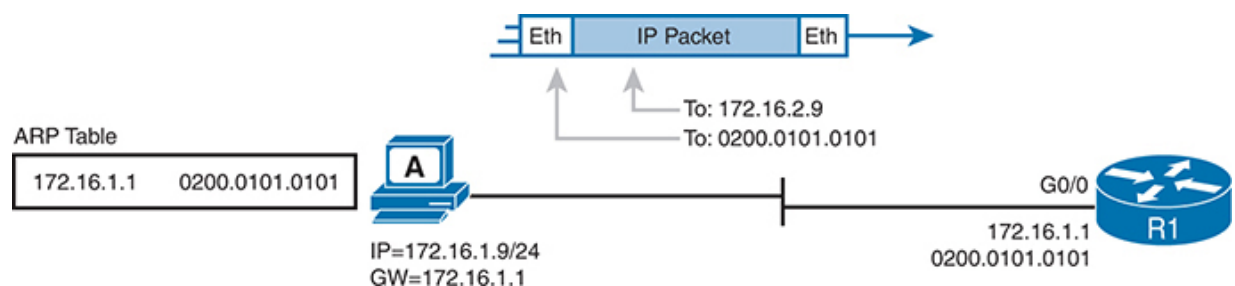 Eth IP Packet Eth
To: 172.16.2.9
To: 0200.0101.0101
ARP Table
172.16.1.1 0200.0101.0101
A
IP=172.16.1.9/24
GW=172.16.1.1
G0/0
172.16.1.1
0200.0101.0101
R1